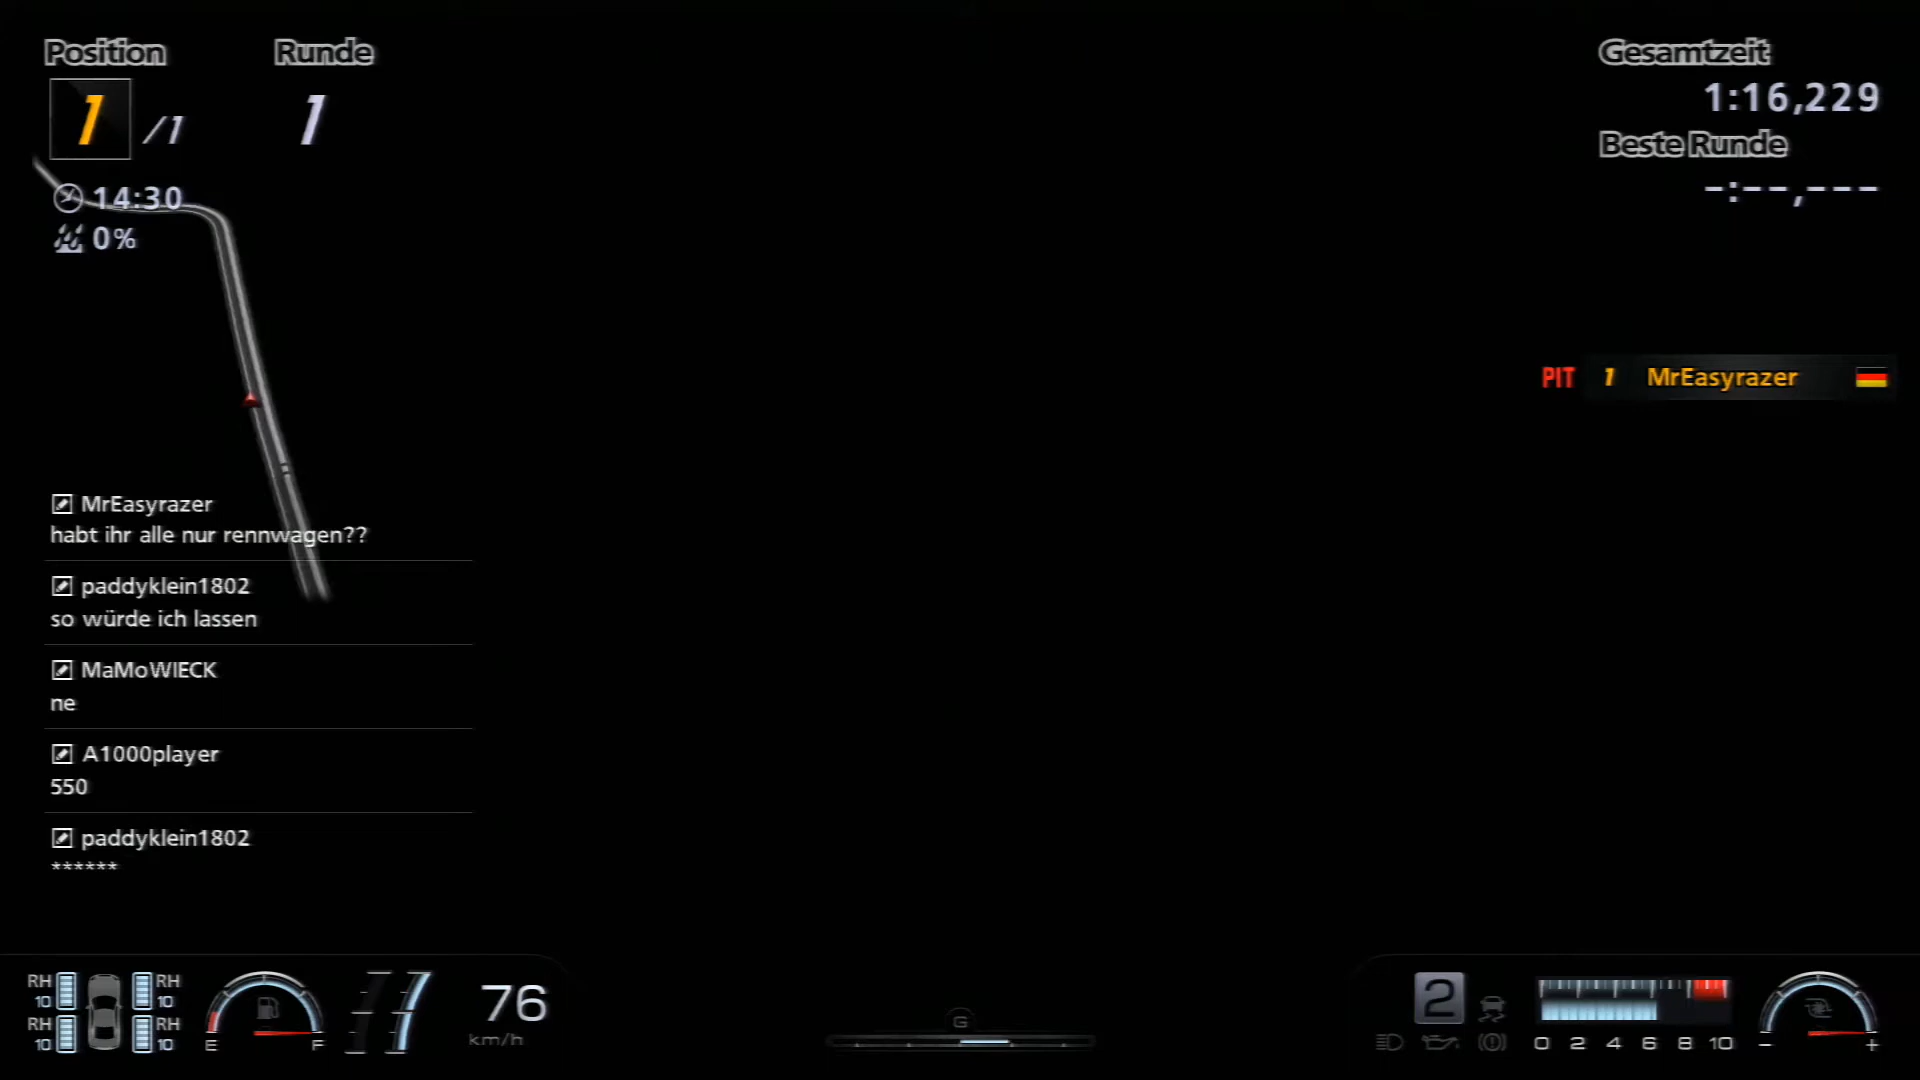 Position
Runde
1 /1
1
14:30
0%
Gesamtzeit
1:16,229
Beste Runde
-:--,---
PIT 1 MrEasyrazer
MrEasyrazer
habt ihr alle nur rennwagen??
paddyklein1802
so würde ich lassen
MaMoWIECK
ne
A1000player
550
paddyklein1802
******
RH RH
10 10
RH RH
10 10
E F
76
km/h
G
2
0 2 4 6 8 10
- +